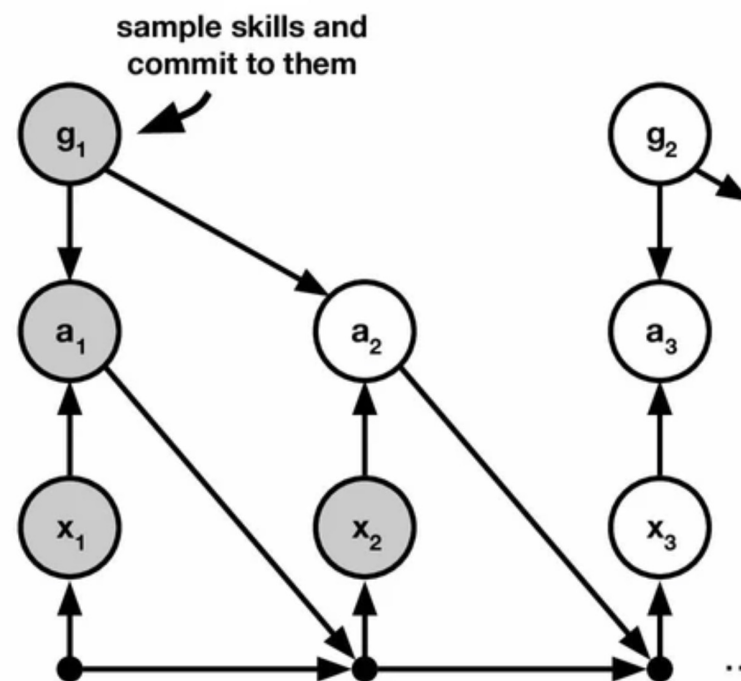 sample skills and
commit to them
g₁ g₂
a₁ a₂ a₃
x₁ x₂ x₃
..